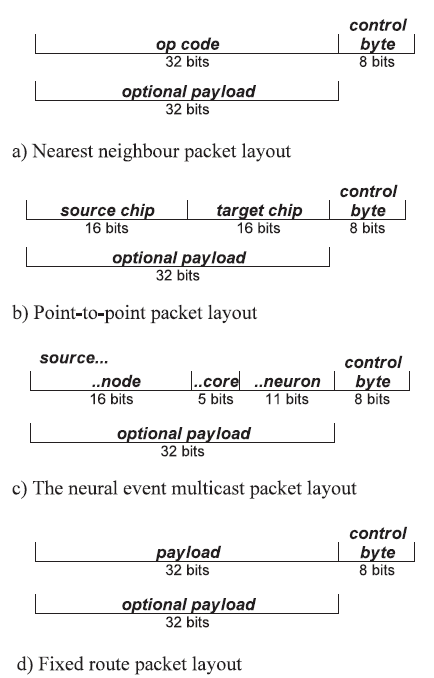 control
op code byte
32 bits 8 bits
optional payload
32 bits
a) Nearest neighbour packet layout
control
source chip target chip byte
16 bits 16 bits 8 bits
optional payload
32 bits
b) Point-to-point packet layout
source...
control
..node ..core ..neuron byte
16 bits 5 bits 11 bits 8 bits
optional payload
32 bits
c) The neural event multicast packet layout
control
payload byte
32 bits 8 bits
optional payload
32 bits
d) Fixed route packet layout